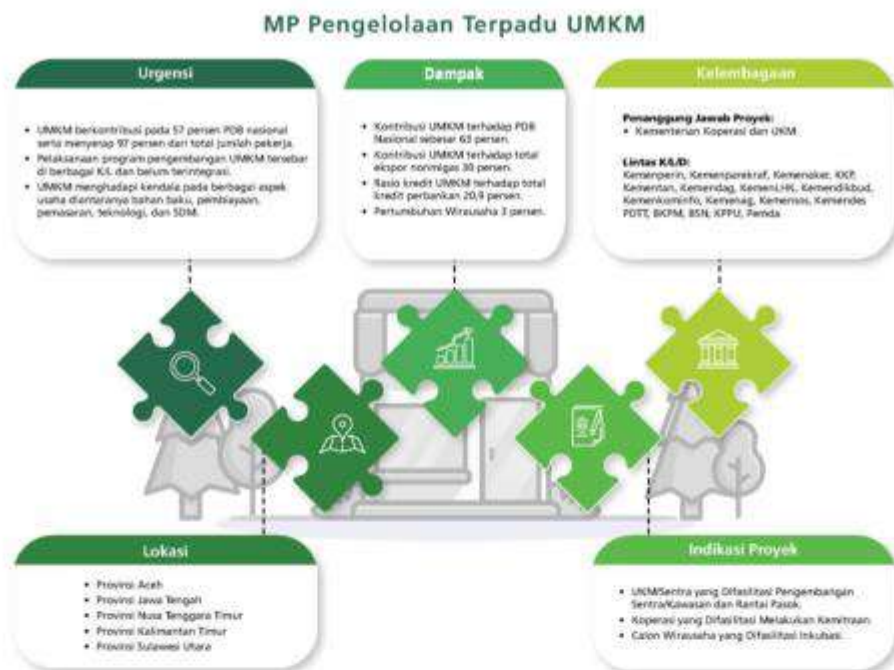 MP Pengelolaan Terpadu UMKM
Urgensi
• UMKM berkontribusi pada 57 persen PDB nasional
serta menyerap 97 persen dari total jumlah pekerja.
• Pelaksanaan program pengembangan UMKM tersebar
di berbagai K/L dan belum terintegrasi.
• UMKM menghadapi kendala pada berbagai aspek
usaha diantaranya bahan baku, pembiayaan,
pemasaran, teknologi, dan SDM.
Dampak
Kontribusi UMKM terhadap PDB
Nasional sebesar 63 persen.
Kontribusi UMKM terhadap total
ekspor nonmigas 30 persen.
Rasio kredit UMKM terhadap total
kredit perbankan 20,9 persen.
Pertumbuhan Wirausaha 3 persen.
Kelembagaan
Penanggung Jawab Proyek:
• Kementerian Koperasi dan UKM
Lintas K/L/D:
Kemenperin, Kemenparekraf, Kemenaker, KKP,
Kementan, Kemendag, KemenLHK, Kemendikbud,
Kemenkominfo, Kemenag, Kemensos, Kemendes
PDTT, BKPM, BSN, KPPU, Pemda
Lokasi
• Provinsi Aceh
• Provinsi Jawa Tengah
• Provinsi Nusa Tenggara Timur
• Provinsi Kalimantan Timur
• Provinsi Sulawesi Utara
Indikasi Proyek
• UKM/Sentra yang Difasilitasi Pengembangan
Sentra/Kawasan dan Rantai Pasok.
• Koperasi yang Difasilitasi Melakukan Kemitraan.
• Calon Wirausaha yang Difasilitasi Inkubasi.